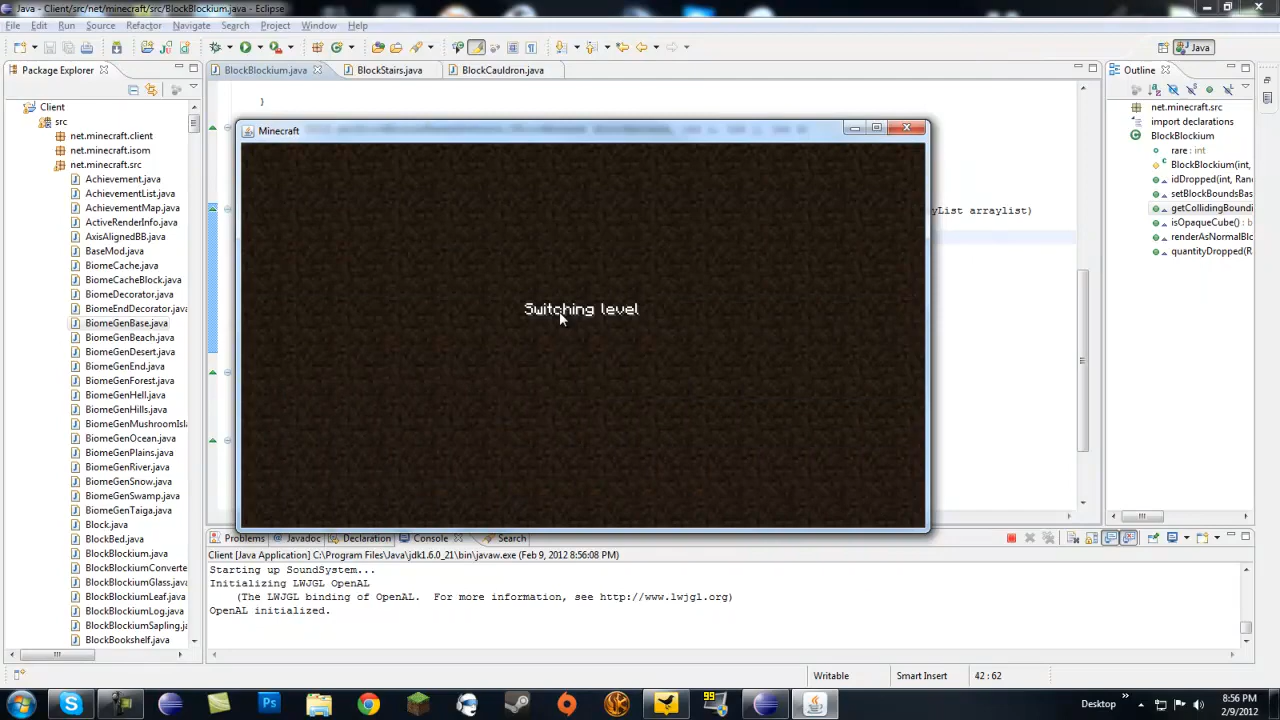 Java - Client/src/net/minecraft/src/BlockBlockium.java - Eclipse
File Edit Source Refactor Navigate Search Project Run Window Help
Java
Package Explorer
BlockBlockium.java
BlockStairs.java
BlockCauldron.java
Outline
Client
src
net.minecraft.client
net.minecraft.isom
net.minecraft.src
Achievement.java
AchievementList.java
AchievementMap.java
ActiveRenderInfo.java
AxisAlignedBB.java
BaseMod.java
BiomeCache.java
BiomeCacheBlock.java
BiomeDecorator.java
BiomeEndDecorator.java
BiomeGenBase.java
BiomeGenBeach.java
BiomeGenDesert.java
BiomeGenEnd.java
BiomeGenForest.java
BiomeGenHell.java
BiomeGenHills.java
BiomeGenMushroomIsl
BiomeGenOcean.java
BiomeGenPlains.java
BiomeGenRiver.java
BiomeGenSnow.java
BiomeGenSwamp.java
BiomeGenTaiga.java
Block.java
BlockBed.java
BlockBlockium.java
BlockBlockiumConverte
BlockBlockiumGlass.java
BlockBlockiumLeaf.java
BlockBlockiumLog.java
BlockBlockiumSapling.ja
BlockBookshelf.java
}
Minecraft
Switching level
yList arraylist)
net.minecraft.src
import declarations
BlockBlockium
rare : int
BlockBlockium(int,
idDropped(int, Ran
setBlockBoundsBas
getCollidingBoundi
isOpaqueCube() : b
renderAsNormalBlo
quantityDropped(R
Problems Javadoc Declaration Console Search
Client [Java Application] C:\Program Files\Java\jdk1.6.0_21\bin\javaw.exe (Feb 9, 2012 8:56:08 PM)
Starting up SoundSystem...
Initializing LWJGL OpenAL
(The LWJGL binding of OpenAL. For more information, see http://www.lwjgl.org)
OpenAL initialized.
Writable Smart Insert 42 : 62
Desktop
8:56 PM
2/9/2012